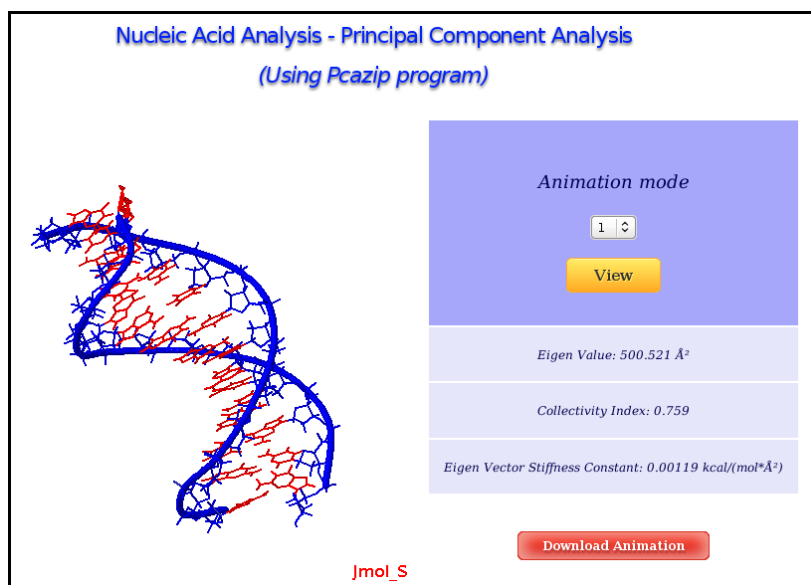 Nucleic Acid Analysis - Principal Component Analysis
(Using Pcazip program)
Animation mode
1
View
Eigen Value: 500.521 Å²
Collectivity Index: 0.759
Eigen Vector Stiffness Constant: 0.00119 kcal/(mol*Å²)
Download Animation
Jmol_S